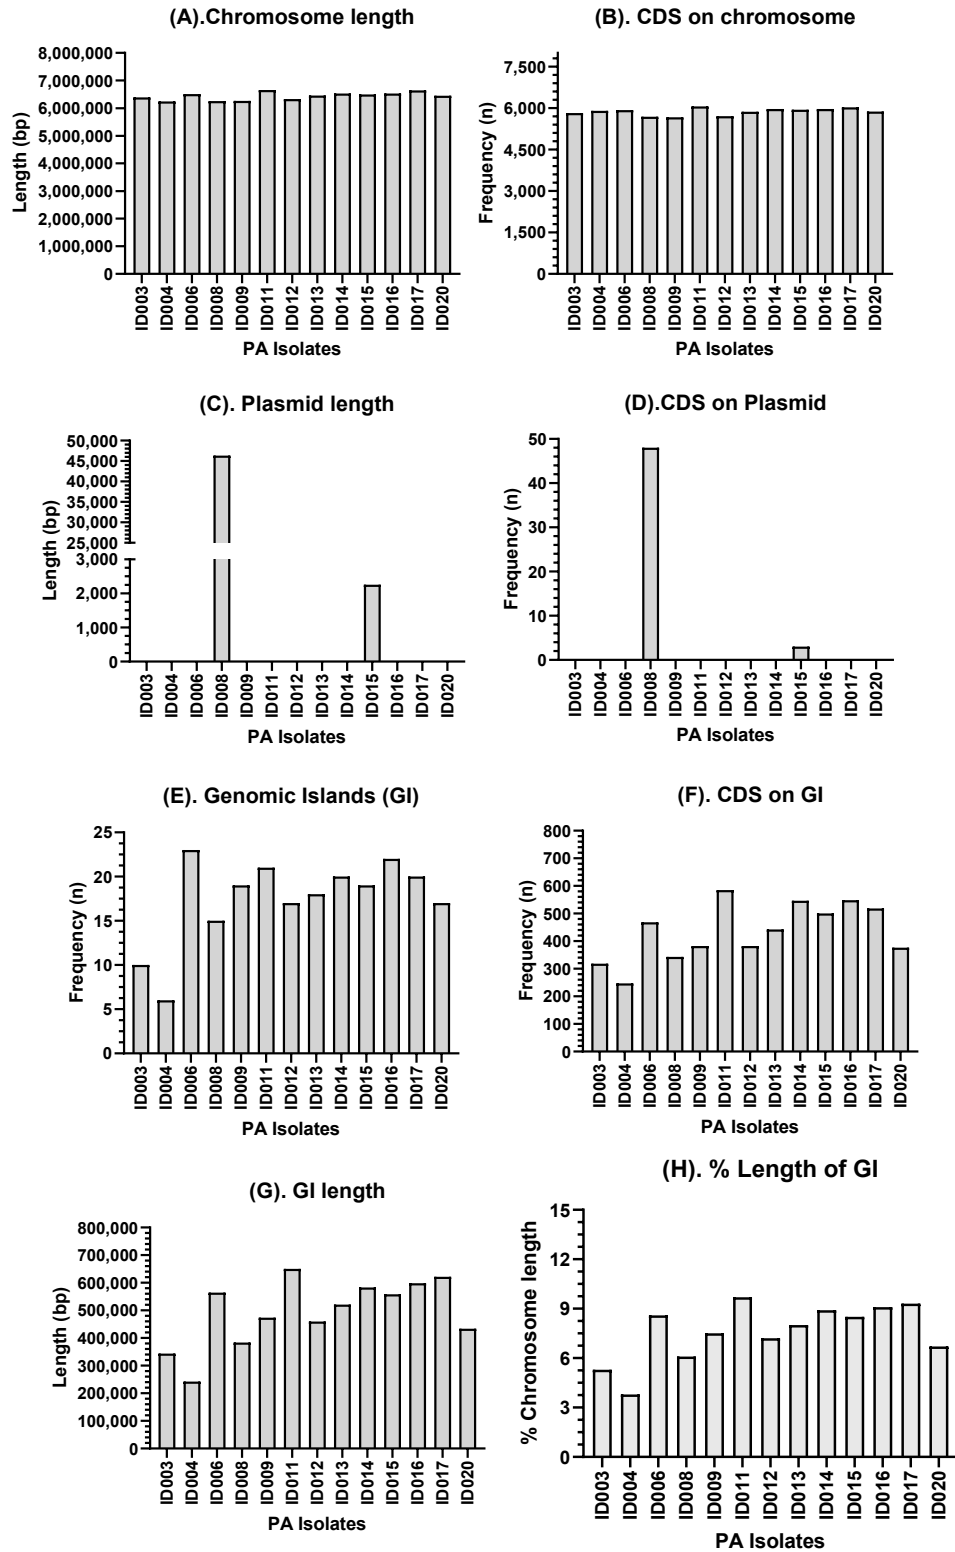 (A).Chromosome length
8,000,000
7,000,000
6,000,000
5,000,000
4,000,000
3,000,000
2,000,000
1,000,000
0
Length (bp)
ID003 ID004 ID006 ID008 ID009 ID011 ID012 ID013 ID014 ID015 ID016 ID017 ID020
PA Isolates
(B). CDS on chromosome
7,500
6,000
4,500
3,000
1,500
0
Frequency (n)
ID003 ID004 ID006 ID008 ID009 ID011 ID012 ID013 ID014 ID015 ID016 ID017 ID020
PA Isolates
(C). Plasmid length
50,000
45,000
40,000
35,000
30,000
25,000
3,000
2,000
1,000
0
Length (bp)
ID003 ID004 ID006 ID008 ID009 ID011 ID012 ID013 ID014 ID015 ID016 ID017 ID020
PA Isolates
(D).CDS on Plasmid
50
40
30
20
10
0
Frequency (n)
ID003 ID004 ID006 ID008 ID009 ID011 ID012 ID013 ID014 ID015 ID016 ID017 ID020
PA Isolates
(E). Genomic Islands (GI)
25
20
15
10
5
0
Frequency (n)
ID003 ID004 ID006 ID008 ID009 ID011 ID012 ID013 ID014 ID015 ID016 ID017 ID020
PA Isolates
(F). CDS on GI
800
700
600
500
400
300
200
100
0
Frequency (n)
ID003 ID004 ID006 ID008 ID009 ID011 ID012 ID013 ID014 ID015 ID016 ID017 ID020
PA Isolates
(G). GI length
800,000
700,000
600,000
500,000
400,000
300,000
200,000
100,000
0
Length (bp)
ID003 ID004 ID006 ID008 ID009 ID011 ID012 ID013 ID014 ID015 ID016 ID017 ID020
PA Isolates
(H). % Length of GI
15
12
9
6
3
0
% Chromosome length
ID003 ID004 ID006 ID008 ID009 ID011 ID012 ID013 ID014 ID015 ID016 ID017 ID020
PA Isolates